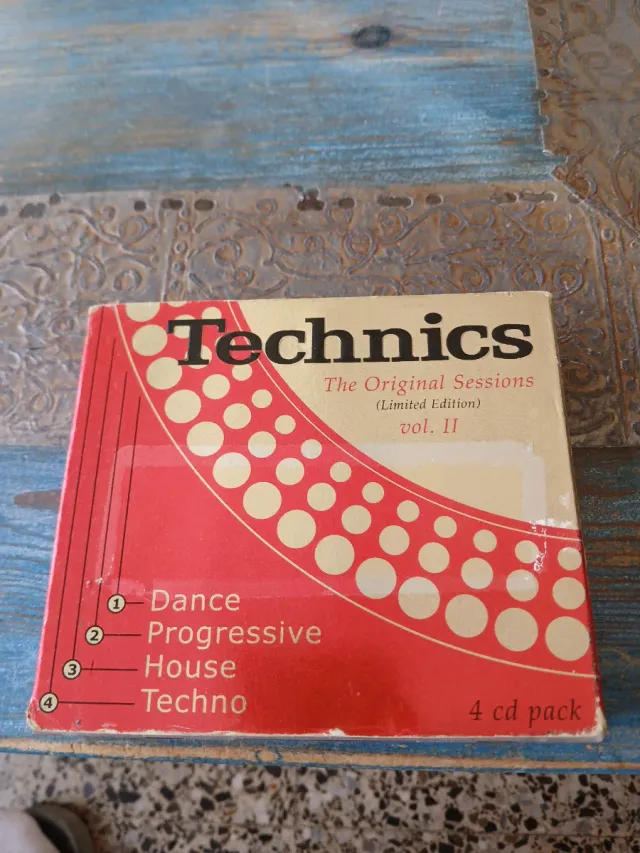 Technics
The Original Sessions
(Limited Edition)
vol. II
1 Dance
2 Progressive
3 House
4 Techno
4 cd pack